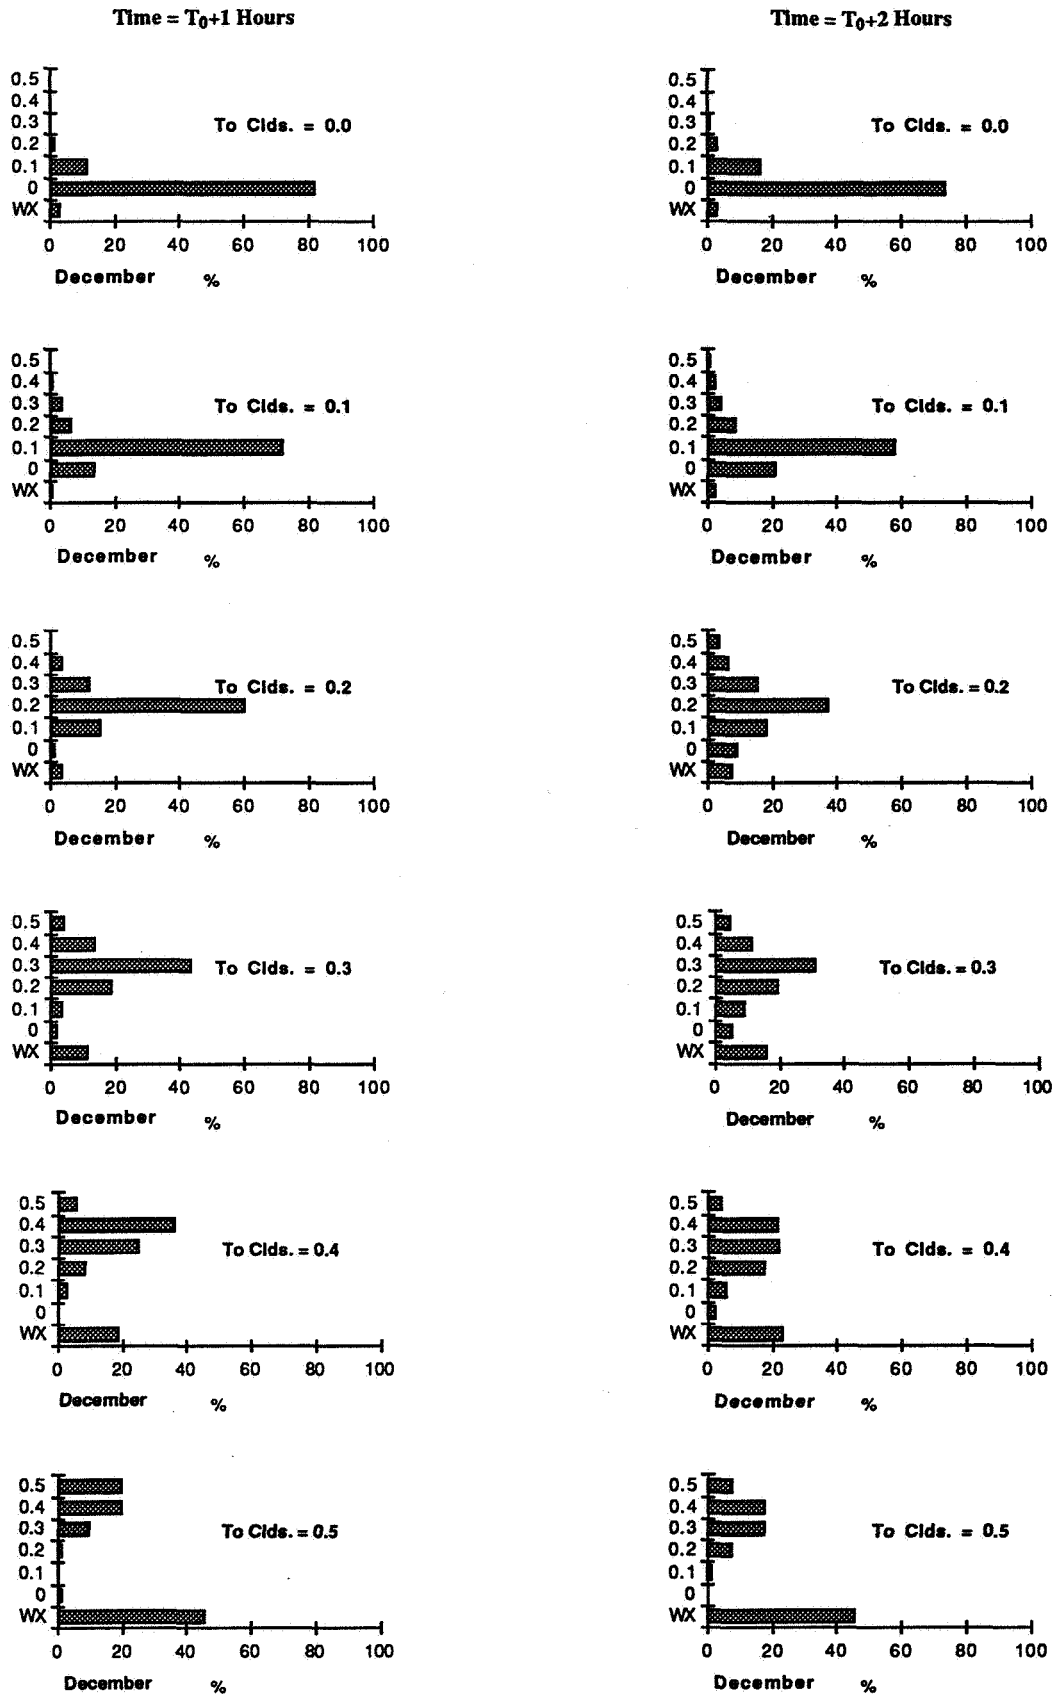 Time = T0+1 Hours
Time = T0+2 Hours
0.5
0.4
0.3
0.2
0.1
0
WX
To Clds. = 0.0
0 20 40 60 80 100
December %
0.5
0.4
0.3
0.2
0.1
0
WX
To Clds. = 0.0
0 20 40 60 80 100
December %
0.5
0.4
0.3
0.2
0.1
0
WX
To Clds. = 0.1
0 20 40 60 80 100
December %
0.5
0.4
0.3
0.2
0.1
0
WX
To Clds. = 0.1
0 20 40 60 80 100
December %
0.5
0.4
0.3
0.2
0.1
0
WX
To Clds. = 0.2
0 20 40 60 80 100
December %
0.5
0.4
0.3
0.2
0.1
0
WX
To Clds. = 0.2
0 20 40 60 80 100
December %
0.5
0.4
0.3
0.2
0.1
0
WX
To Clds. = 0.3
0 20 40 60 80 100
December %
0.5
0.4
0.3
0.2
0.1
0
WX
To Clds. = 0.3
0 20 40 60 80 100
December %
0.5
0.4
0.3
0.2
0.1
0
WX
To Clds. = 0.4
0 20 40 60 80 100
December %
0.5
0.4
0.3
0.2
0.1
0
WX
To Clds. = 0.4
0 20 40 60 80 100
December %
0.5
0.4
0.3
0.2
0.1
0
WX
To Clds. = 0.5
0 20 40 60 80 100
December %
0.5
0.4
0.3
0.2
0.1
0
WX
To Clds. = 0.5
0 20 40 60 80 100
December %